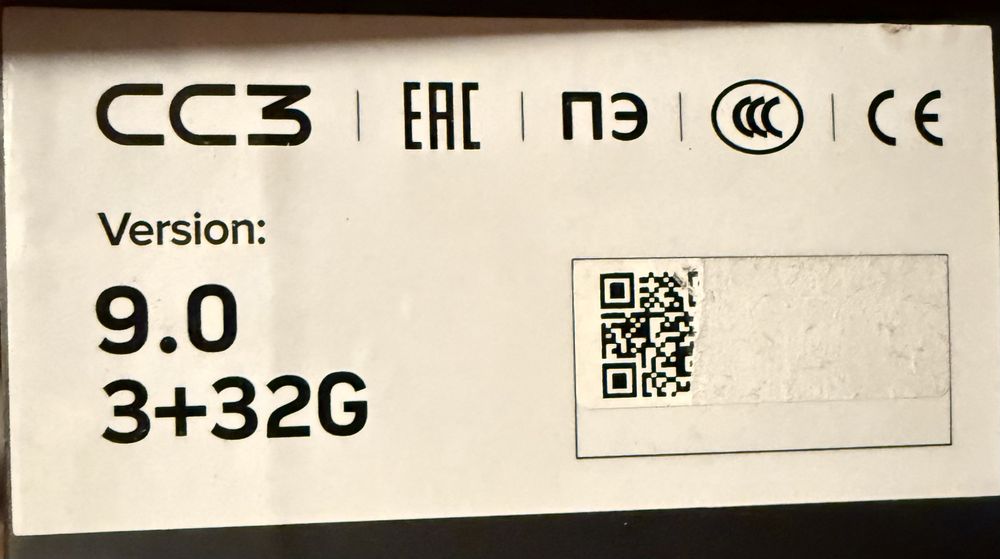 CC3 | EAC | ПЭ | CCC | CE
Version:
9.0
3+32G